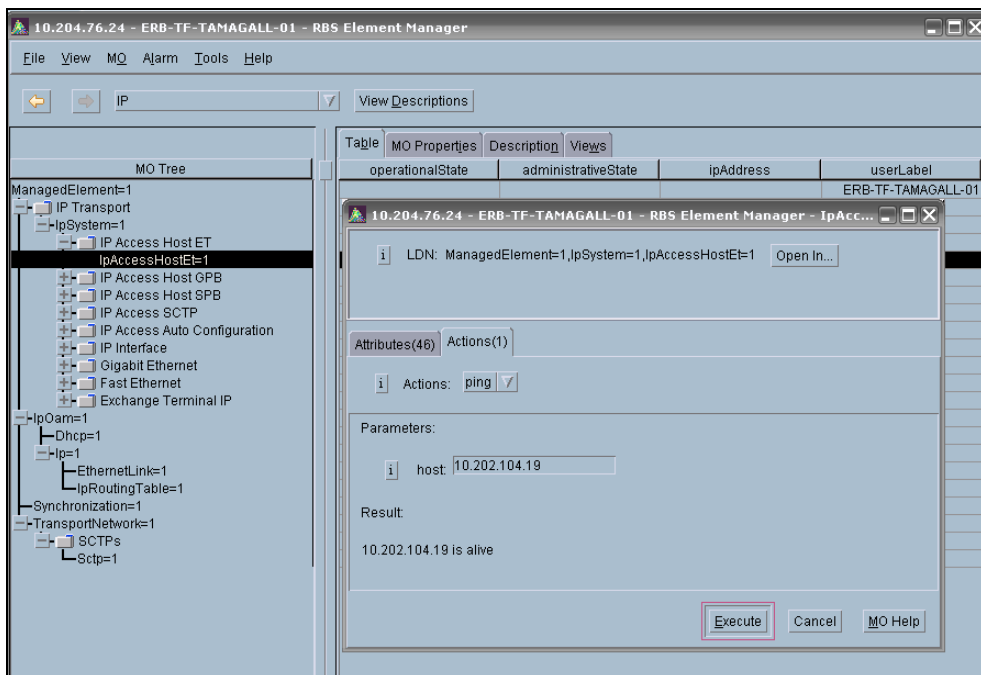 10.204.76.24 - ERB-TF-TAMAGALL-01 - RBS Element Manager
File View MO Alarm Tools Help
IP View Descriptions
Table MO Properties Description Views
MO Tree
operationalState administrativeState ipAddress userLabel
ERB-TF-TAMAGALL-01
ManagedElement=1
IP Transport
IpSystem=1
IP Access Host ET
IpAccessHostEt=1
IP Access Host GPB
IP Access Host SPB
IP Access SCTP
IP Access Auto Configuration
IP Interface
Gigabit Ethernet
Fast Ethernet
Exchange Terminal IP
IpOam=1
Dhcp=1
Ip=1
EthernetLink=1
IpRoutingTable=1
Synchronization=1
TransportNetwork=1
SCTPs
Sctp=1
10.204.76.24 - ERB-TF-TAMAGALL-01 - RBS Element Manager - IpAcc...
i LDN: ManagedElement=1,IpSystem=1,IpAccessHostEt=1 Open In...
Attributes(46) Actions(1)
i Actions: ping
Parameters:
i host: 10.202.104.19
Result:
10.202.104.19 is alive
Execute Cancel MO Help